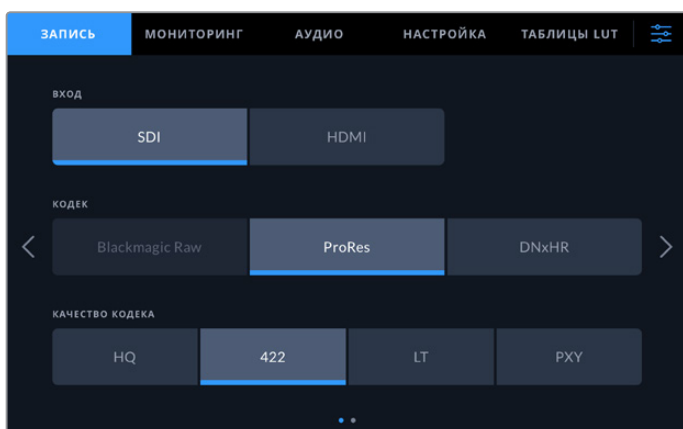 ЗАПИСЬ МОНИТОРИНГ АУДИО НАСТРОЙКА ТАБЛИЦЫ LUT
ВХОД
SDI HDMI
КОДЕК
Blackmagic Raw ProRes DNxHR
КАЧЕСТВО КОДЕКА
HQ 422 LT PXY